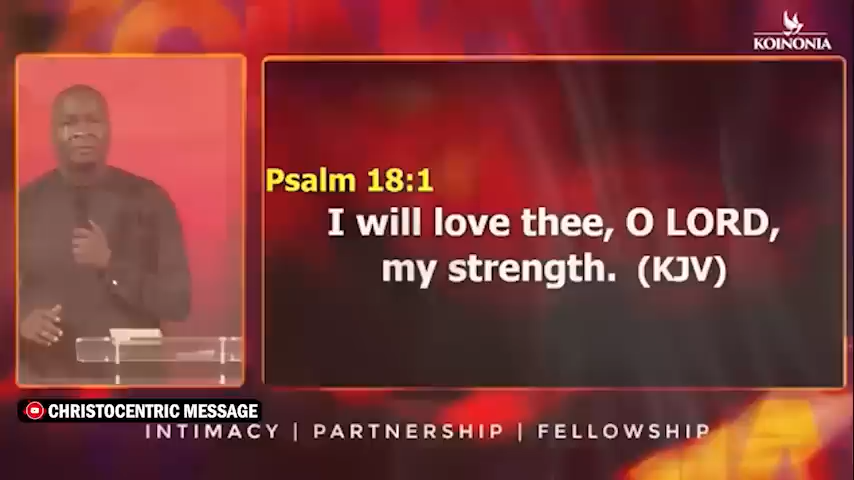 KOINONIA
Psalm 18:1
I will love thee, O LORD,
my strength. (KJV)
CHRISTOCENTRIC MESSAGE
INTIMACY | PARTNERSHIP | FELLOWSHIP